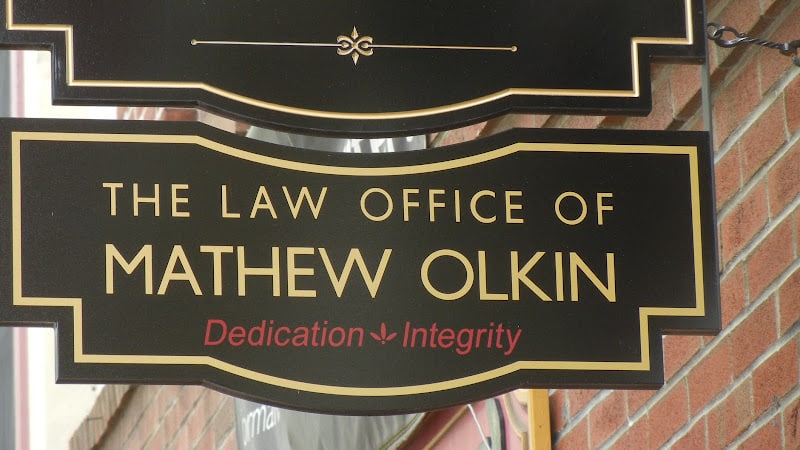 THE LAW OFFICE OF
MATHEW OLKIN
Dedication Integrity